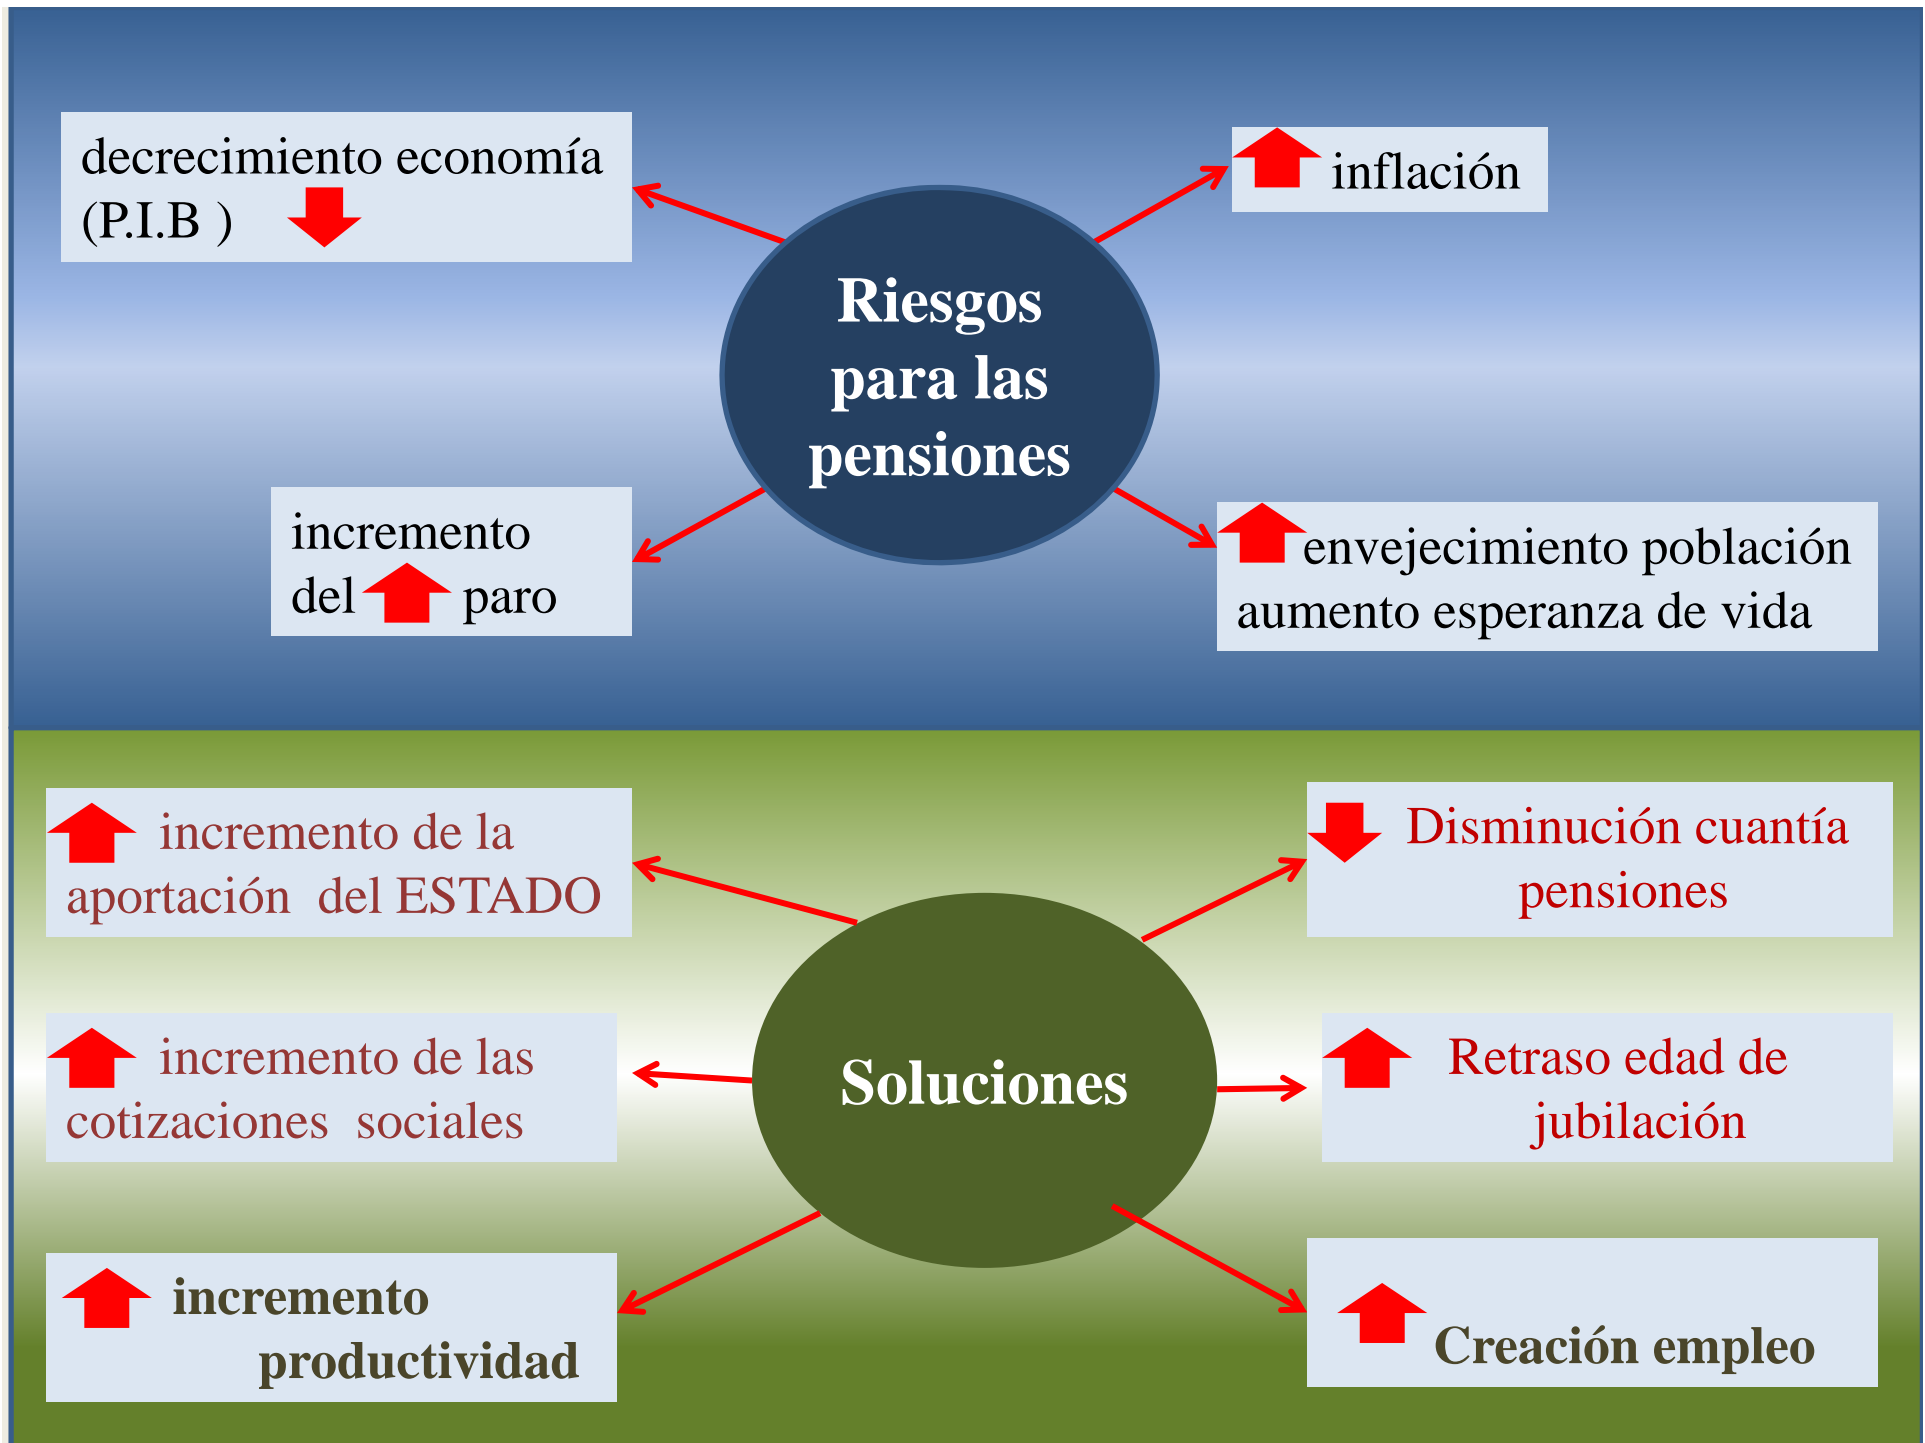 decrecimiento economía
(P.I.B )
inflación
Riesgos
para las
pensiones
incremento
del paro
envejecimiento población
aumento esperanza de vida
incremento de la
aportación del ESTADO
Disminución cuantía
pensiones
incremento de las
cotizaciones sociales
Soluciones
Retraso edad de
jubilación
incremento
productividad
Creación empleo